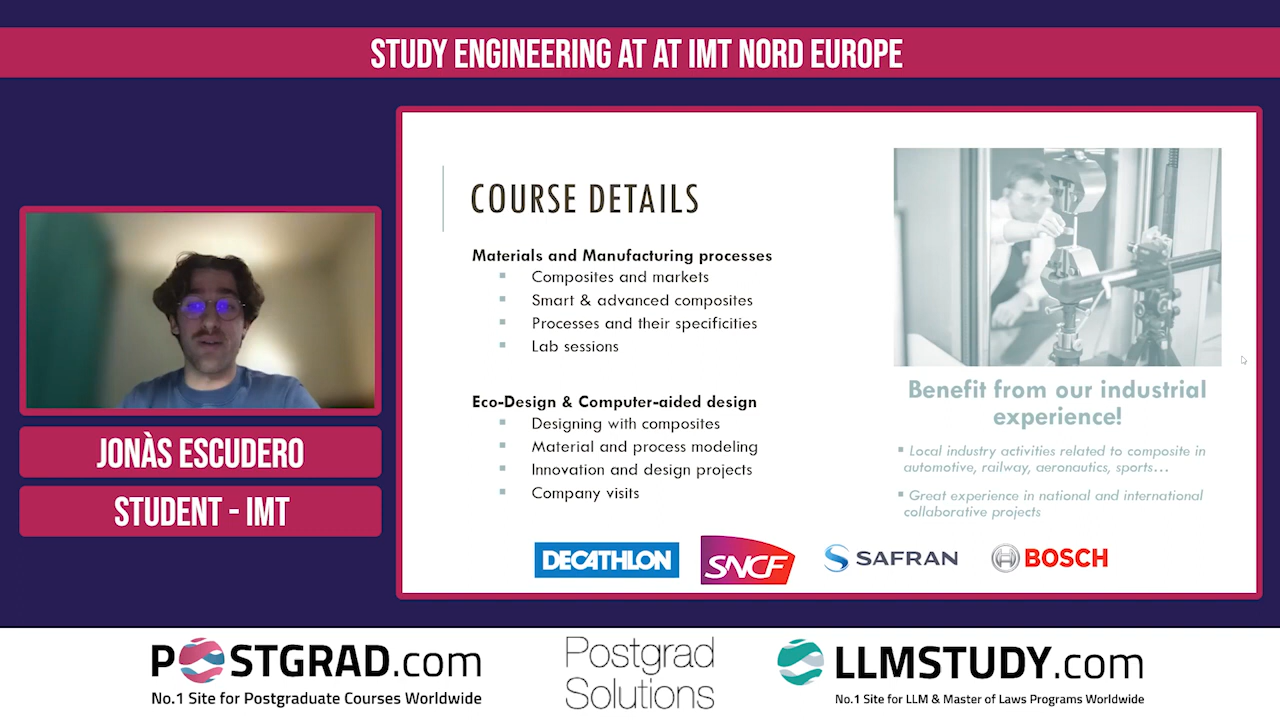 STUDY ENGINEERING AT AT IMT NORD EUROPE
JONÀS ESCUDERO
STUDENT - IMT
COURSE DETAILS
Materials and Manufacturing processes
Composites and markets
Smart & advanced composites
Processes and their specificities
Lab sessions
Eco-Design & Computer-aided design
Designing with composites
Material and process modeling
Innovation and design projects
Company visits
Benefit from our industrial
experience!
Local industry activities related to composite in
automotive, railway, aeronautics, sports...
Great experience in national and international
collaborative projects
DECATHLON
SNCF
SAFRAN
BOSCH
POSTGRAD.com
No.1 Site for Postgraduate Courses Worldwide
Postgrad
Solutions
LLMSTUDY.com
No.1 Site for LLM & Master of Laws Programs Worldwide